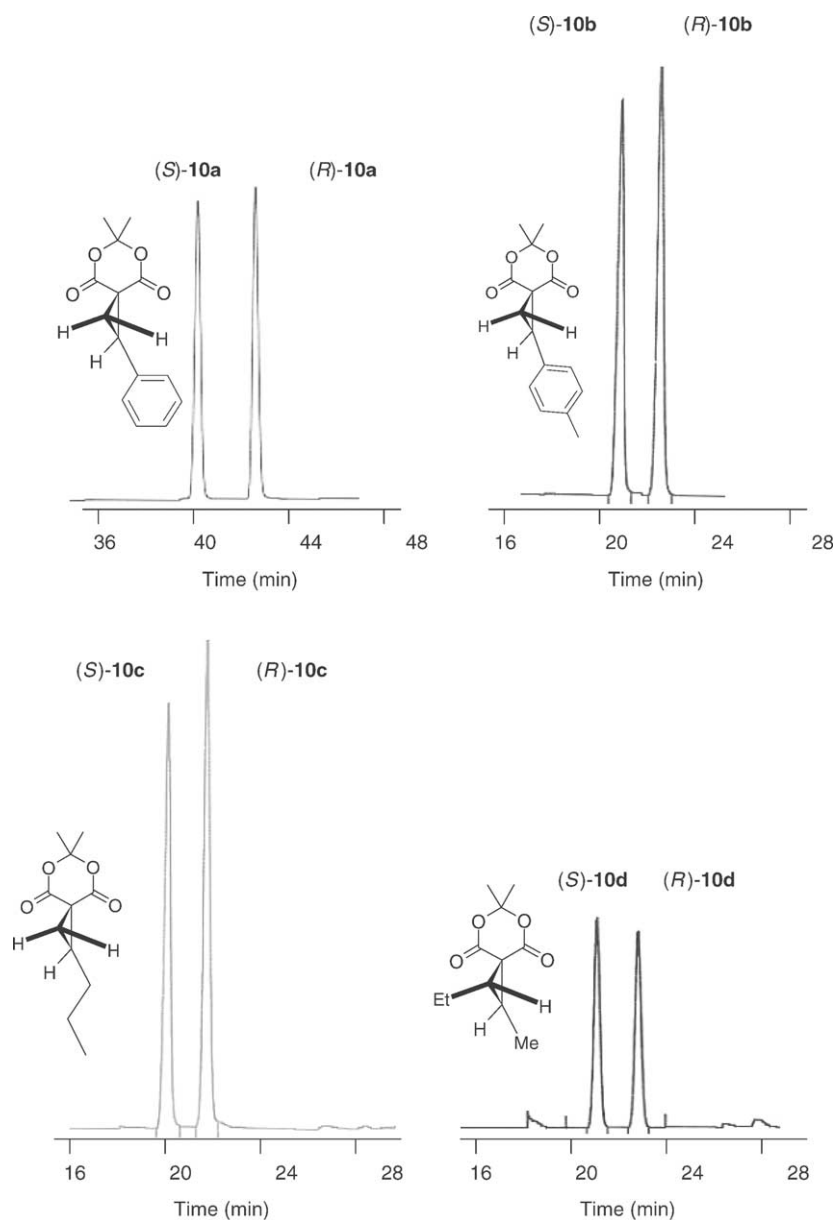 (S)-10b (R)-10b
(S)-10a (R)-10a
O O
O O
H H
H
O O
O O
H H
H
36 40 44 48
Time (min)
16 20 24 28
Time (min)
(S)-10c (R)-10c
O O
O O
H H
H
(S)-10d (R)-10d
O O
O O
Et H
H Me
16 20 24 28
Time (min)
16 20 24 28
Time (min)